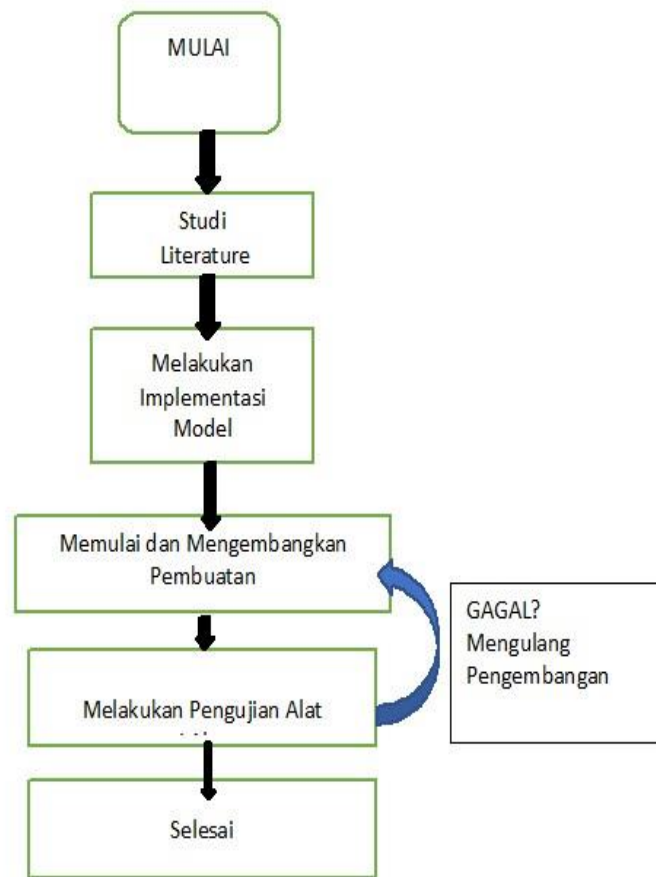 MULAI
Studi
Literature
Melakukan
Implementasi
Model
Memulai dan Mengembangkan
Pembuatan
GAGAL?
Mengulang
Pengembangan
Melakukan Pengujian Alat
Selesai